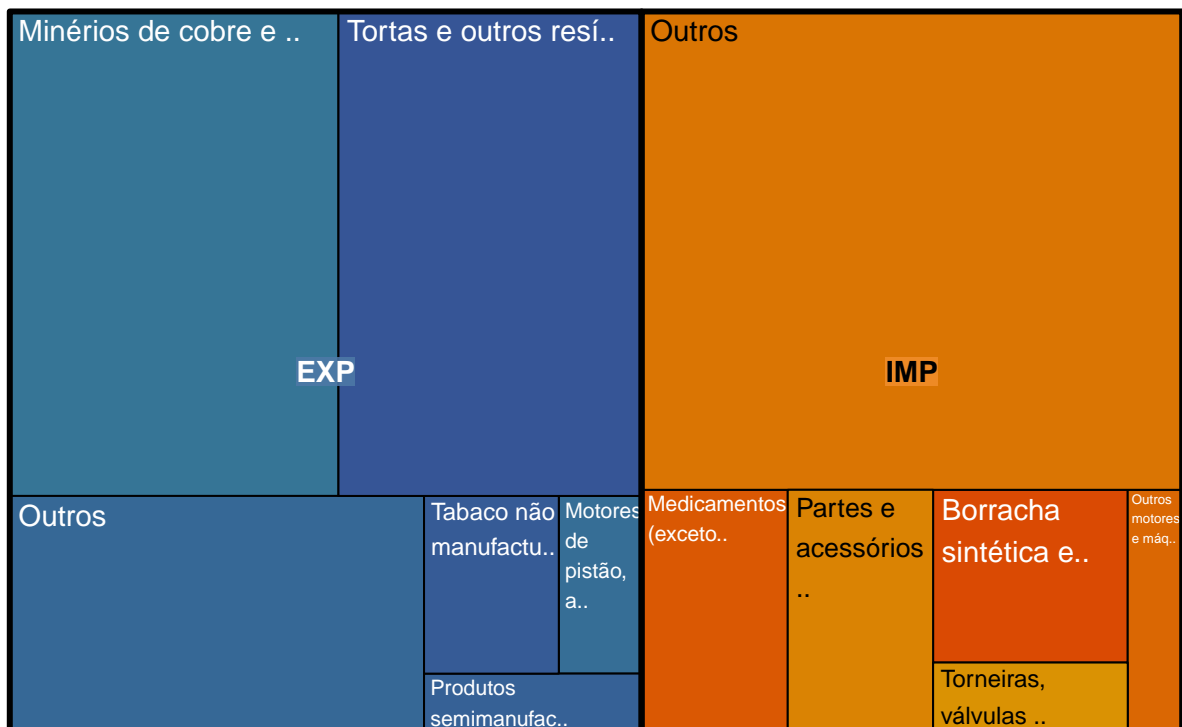 Minérios de cobre e ..
Tortas e outros resí..
EXP
Outros
Tabaco não
manufactu..
Motores
de
pistão,
a..
Produtos
semimanufac..
Outros
IMP
Medicamentos
(exceto..
Partes e
acessórios
..
Borracha
sintética e..
Outros
motores
e máq..
Torneiras,
válvulas ..